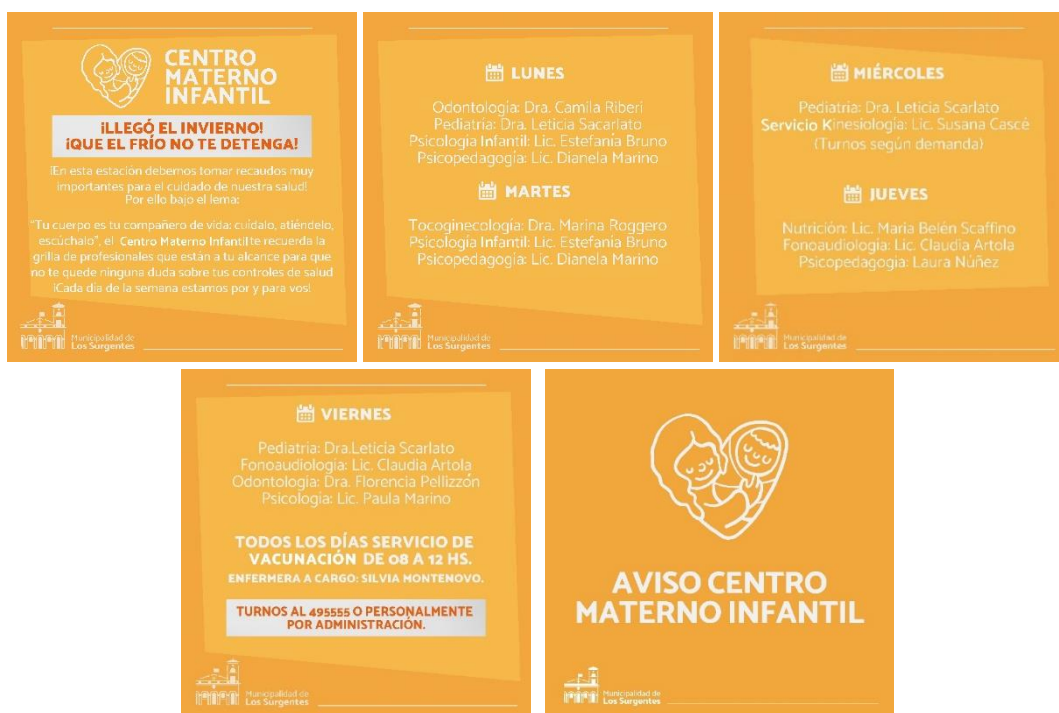 CENTRO
MATERNO
INFANTIL
¡LLEGÓ EL INVIERNO!
¡QUE EL FRÍO NO TE DETENGA!
¡En esta estación debemos tomar recaudos muy
importantes para el cuidado de nuestra salud!
Por ello bajo el lema:
"Tu cuerpo es tu compañero de vida: cuídalo, atiéndelo,
escúchalo", el Centro Materno Infantil te recuerda la
grilla de profesionales que están a tu alcance para que
no te quede ninguna duda sobre tus controles de salud
¡Cada día de la semana estamos por y para vos!
Municipalidad de
Los Surgentes
LUNES
Odontología: Dra. Camila Riberi
Pediatría: Dra. Leticia Sacarlato
Psicología Infantil: Lic. Estefanía Bruno
Psicopedagogía: Lic. Dianela Marino
MARTES
Tocoginecología: Dra. Marina Roggero
Psicología Infantil: Lic. Estefanía Bruno
Psicopedagogía: Lic. Dianela Marino
Municipalidad de
Los Surgentes
MIÉRCOLES
Pediatria: Dra. Leticia Scarlato
Servicio Kinesiología: Lic. Susana Cascé
(Turnos según demanda)
JUEVES
Nutrición: Lic. Maria Belén Scaffino
Fonoaudiología: Lic. Claudia Artola
Psicopedagogia: Laura Núñez
Municipalidad de
Los Surgentes
VIERNES
Pediatria: Dra.Leticia Scarlato
Fonoaudiologia: Lic. Claudia Artola
Odontologia: Dra. Florencia Pellizzón
Psicologia: Lic. Paula Marino
TODOS LOS DÍAS SERVICIO DE
VACUNACIÓN DE 08 A 12 HS.
ENFERMERA A CARGO: SILVIA MONTENOVO.
TURNOS AL 495555 O PERSONALMENTE
POR ADMINISTRACIÓN.
Municipalidad de
Los Surgentes
AVISO CENTRO
MATERNO INFANTIL
Municipalidad de
Los Surgentes